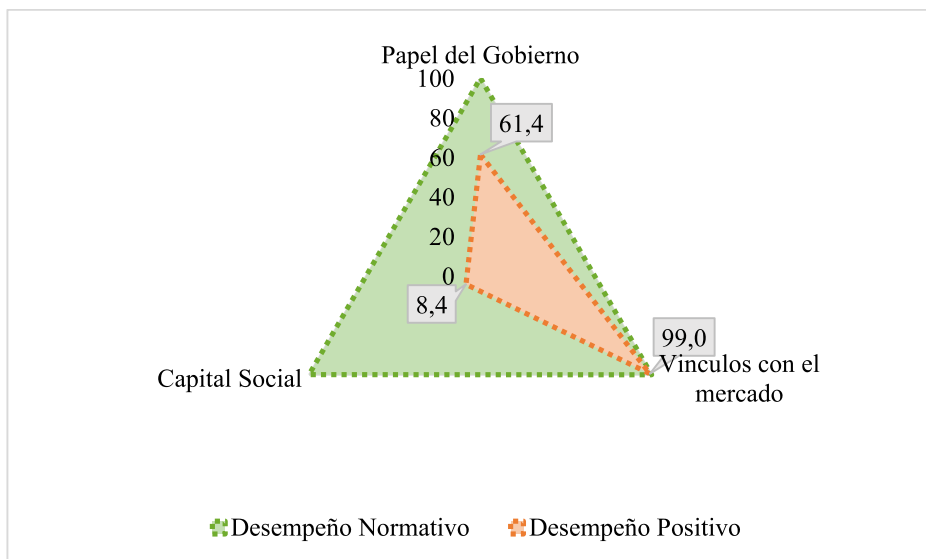 Papel del Gobierno
100
80
61,4
60
40
20
0
8,4
99,0
Vínculos con el
mercado
Capital Social
Desempeño Normativo
Desempeño Positivo